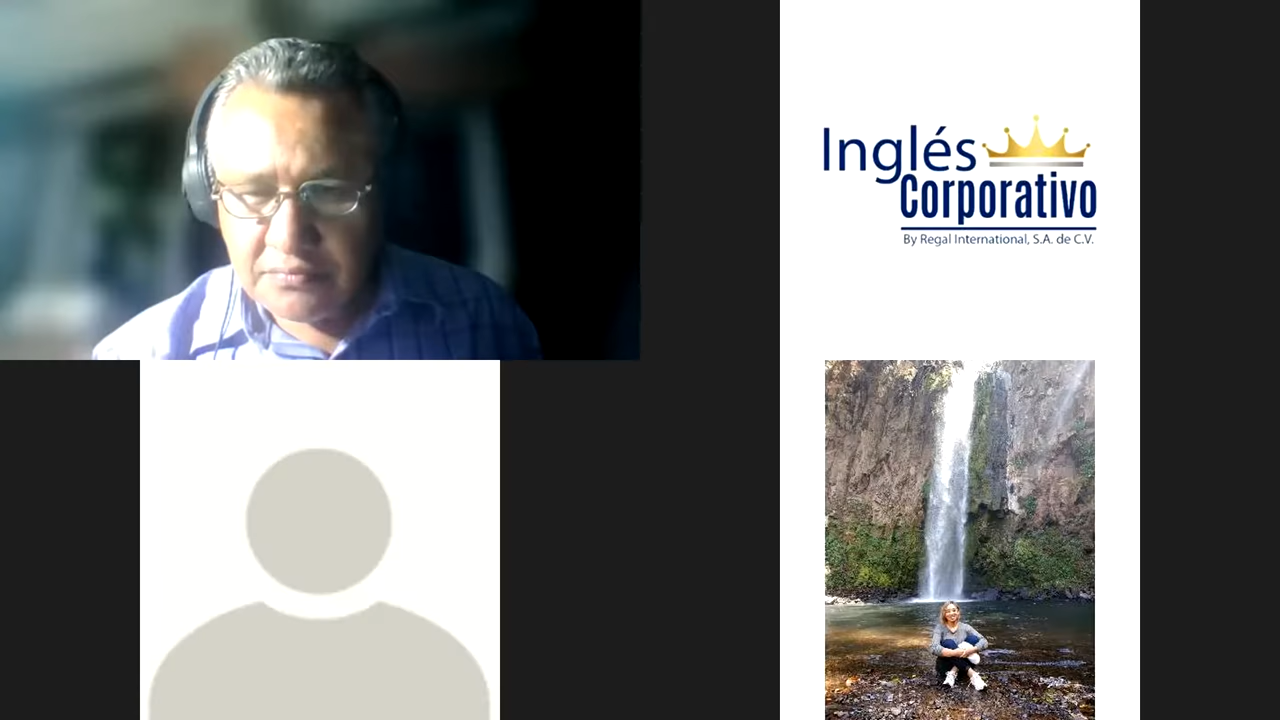 Inglés
Corporativo
By Regal International, S.A. de C.V.